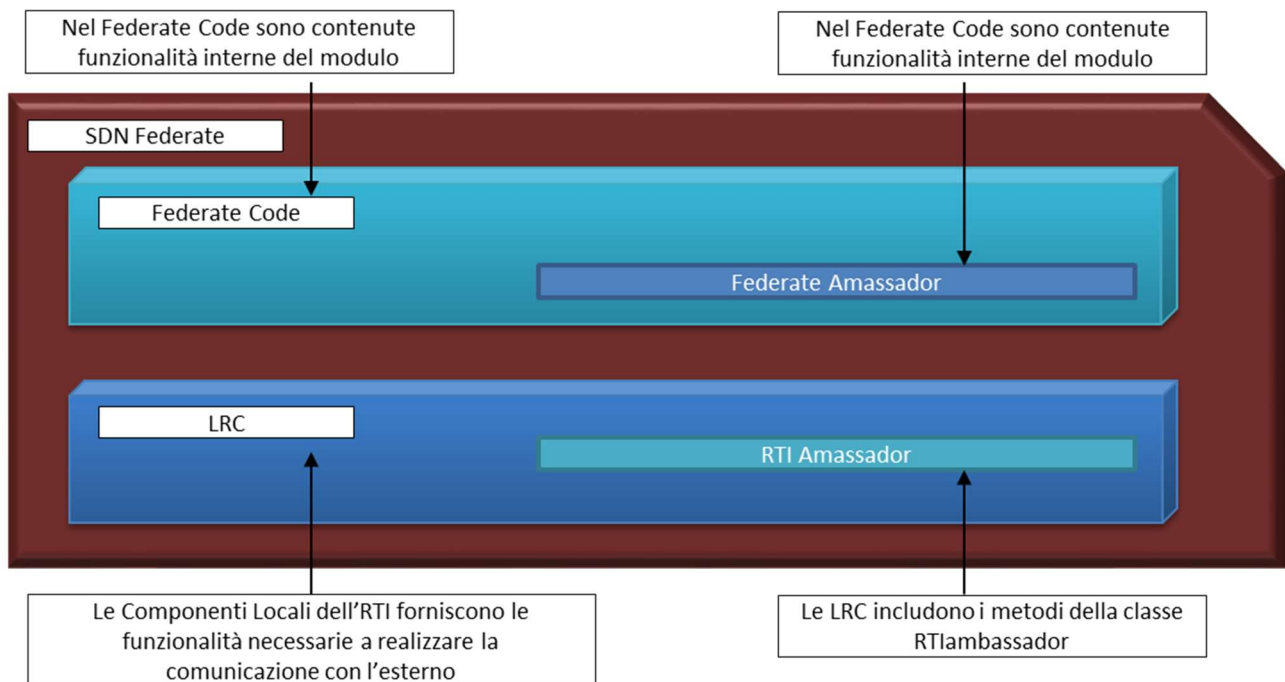 Nel Federate Code sono contenute
funzionalità interne del modulo
Nel Federate Code sono contenute
funzionalità interne del modulo
SDN Federate
Federate Code
Federate Amassador
LRC
RTI Amassador
Le Componenti Locali dell’RTI forniscono le
funzionalità necessarie a realizzare la
comunicazione con l’esterno
Le LRC includono i metodi della classe
RTIambassador